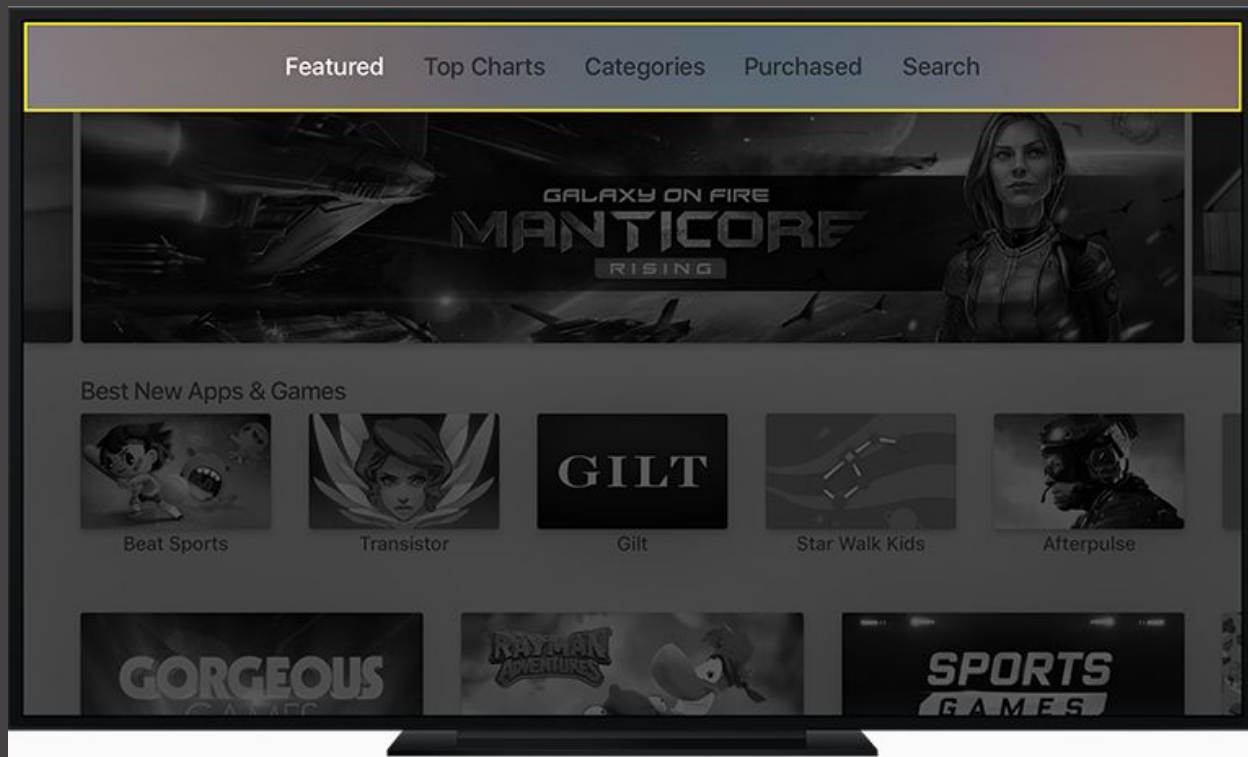 Featured Top Charts Categories Purchased Search
GALAXY ON FIRE
MANTICORE
RISING
Best New Apps & Games
GILT
Beat Sports Transistor Gilt Star Walk Kids Afterpulse
GORGEOUS RAYMAN SPORTS
GAMES ADVENTURES GAMES